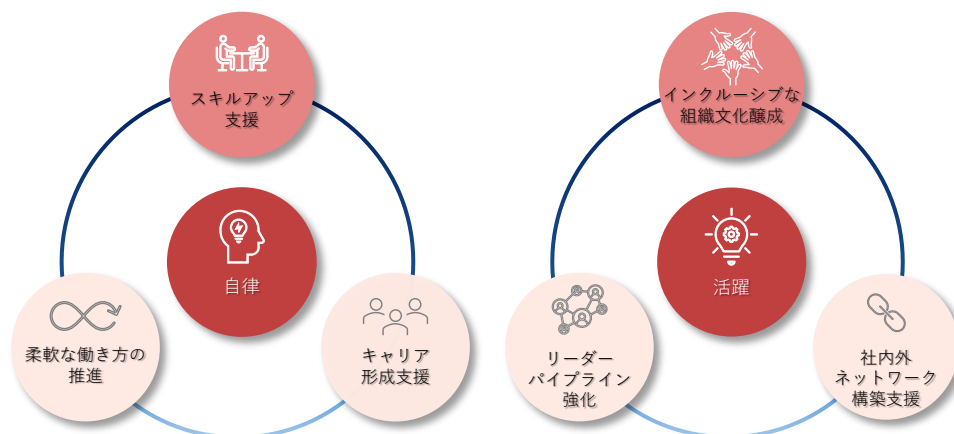 スキルアップ
支援
自律
柔軟な働き方の
推進
キャリア
形成支援
インクルーシブな
組織文化醸成
活躍
リーダー
パイプライン
強化
社内外
ネットワーク
構築支援